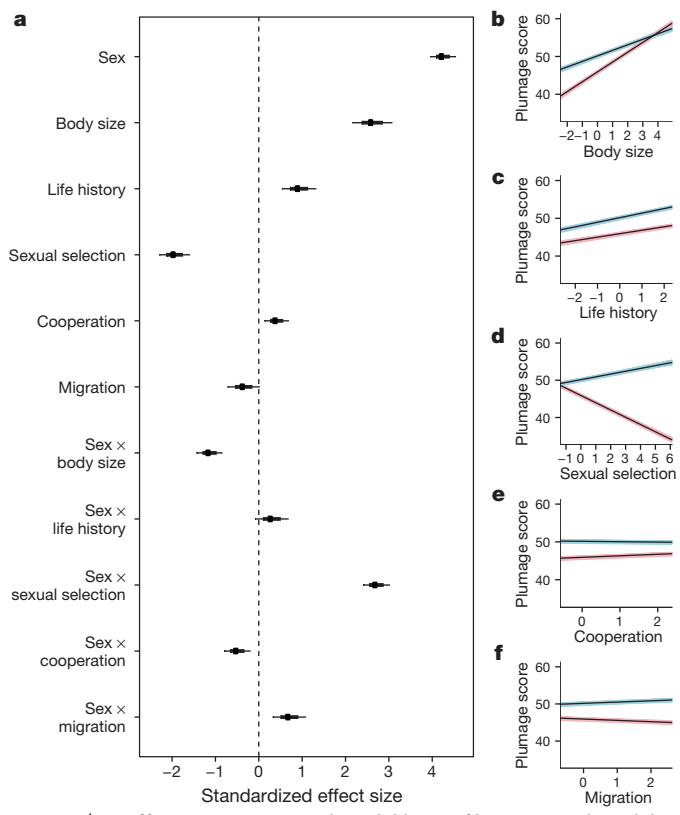 a
Sex
Body size
Life history
Sexual selection
Cooperation
Migration
Sex ×
body size
Sex ×
life history
Sex ×
sexual selection
Sex ×
cooperation
Sex ×
migration
−2 −1 0 1 2 3 4
Standardized effect size
b
Plumage score
60
50
40
−2 −1 0 1 2 3 4
Body size
c
Plumage score
60
50
40
−2 −1 0 1 2
Life history
d
Plumage score
60
50
40
−1 0 1 2 3 4 5 6
Sexual selection
e
Plumage score
60
50
40
0 1 2
Cooperation
f
Plumage score
60
50
40
0 1 2
Migration